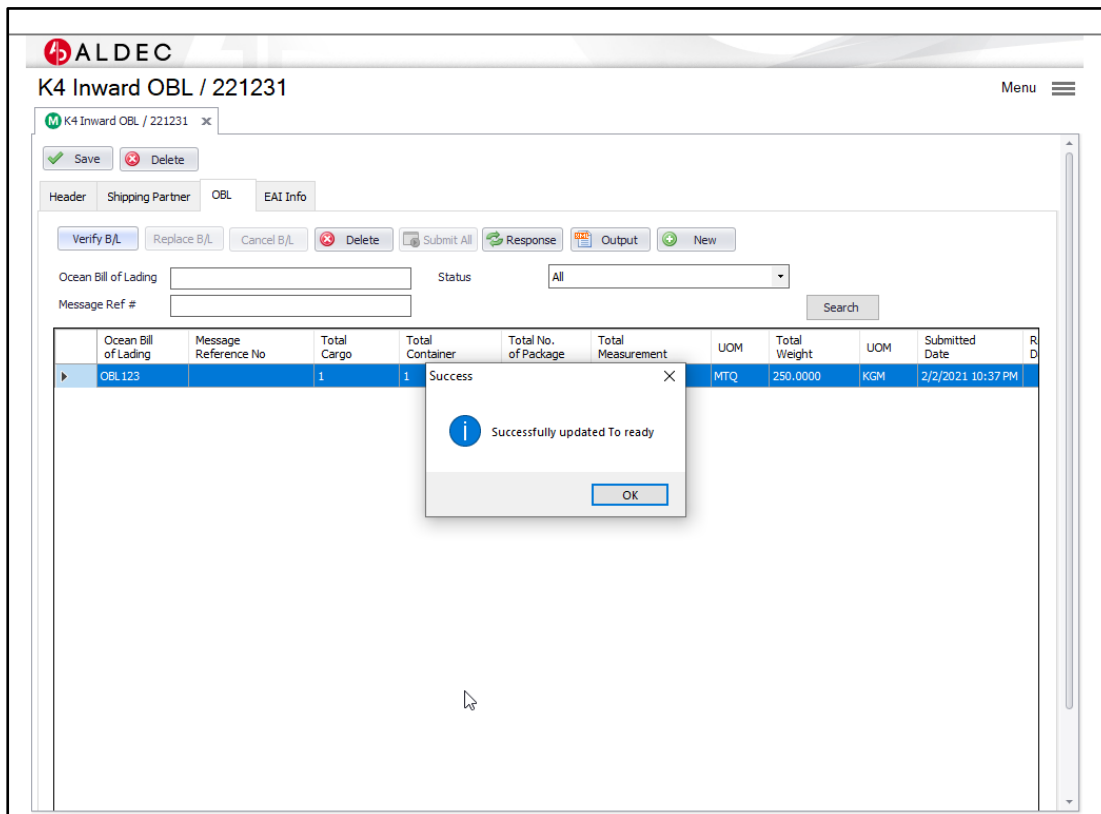 ALDEC
K4 Inward OBL / 221231
Menu
M K4 Inward OBL / 221231 x
Save Delete
Header Shipping Partner OBL EAI Info
Verify B/L Replace B/L Cancel B/L Delete Submit All Response Output New
Ocean Bill of Lading Status All
Message Ref #
Search
Ocean Bill Message Total Total Total No. Total UOM Total UOM Submitted R
of Lading Reference No Cargo Container of Package Measurement Weight Date D
OBL123 1 1 MTQ 250.0000 KGM 2/2/2021 10:37 PM
Success
Successfully updated To ready
OK